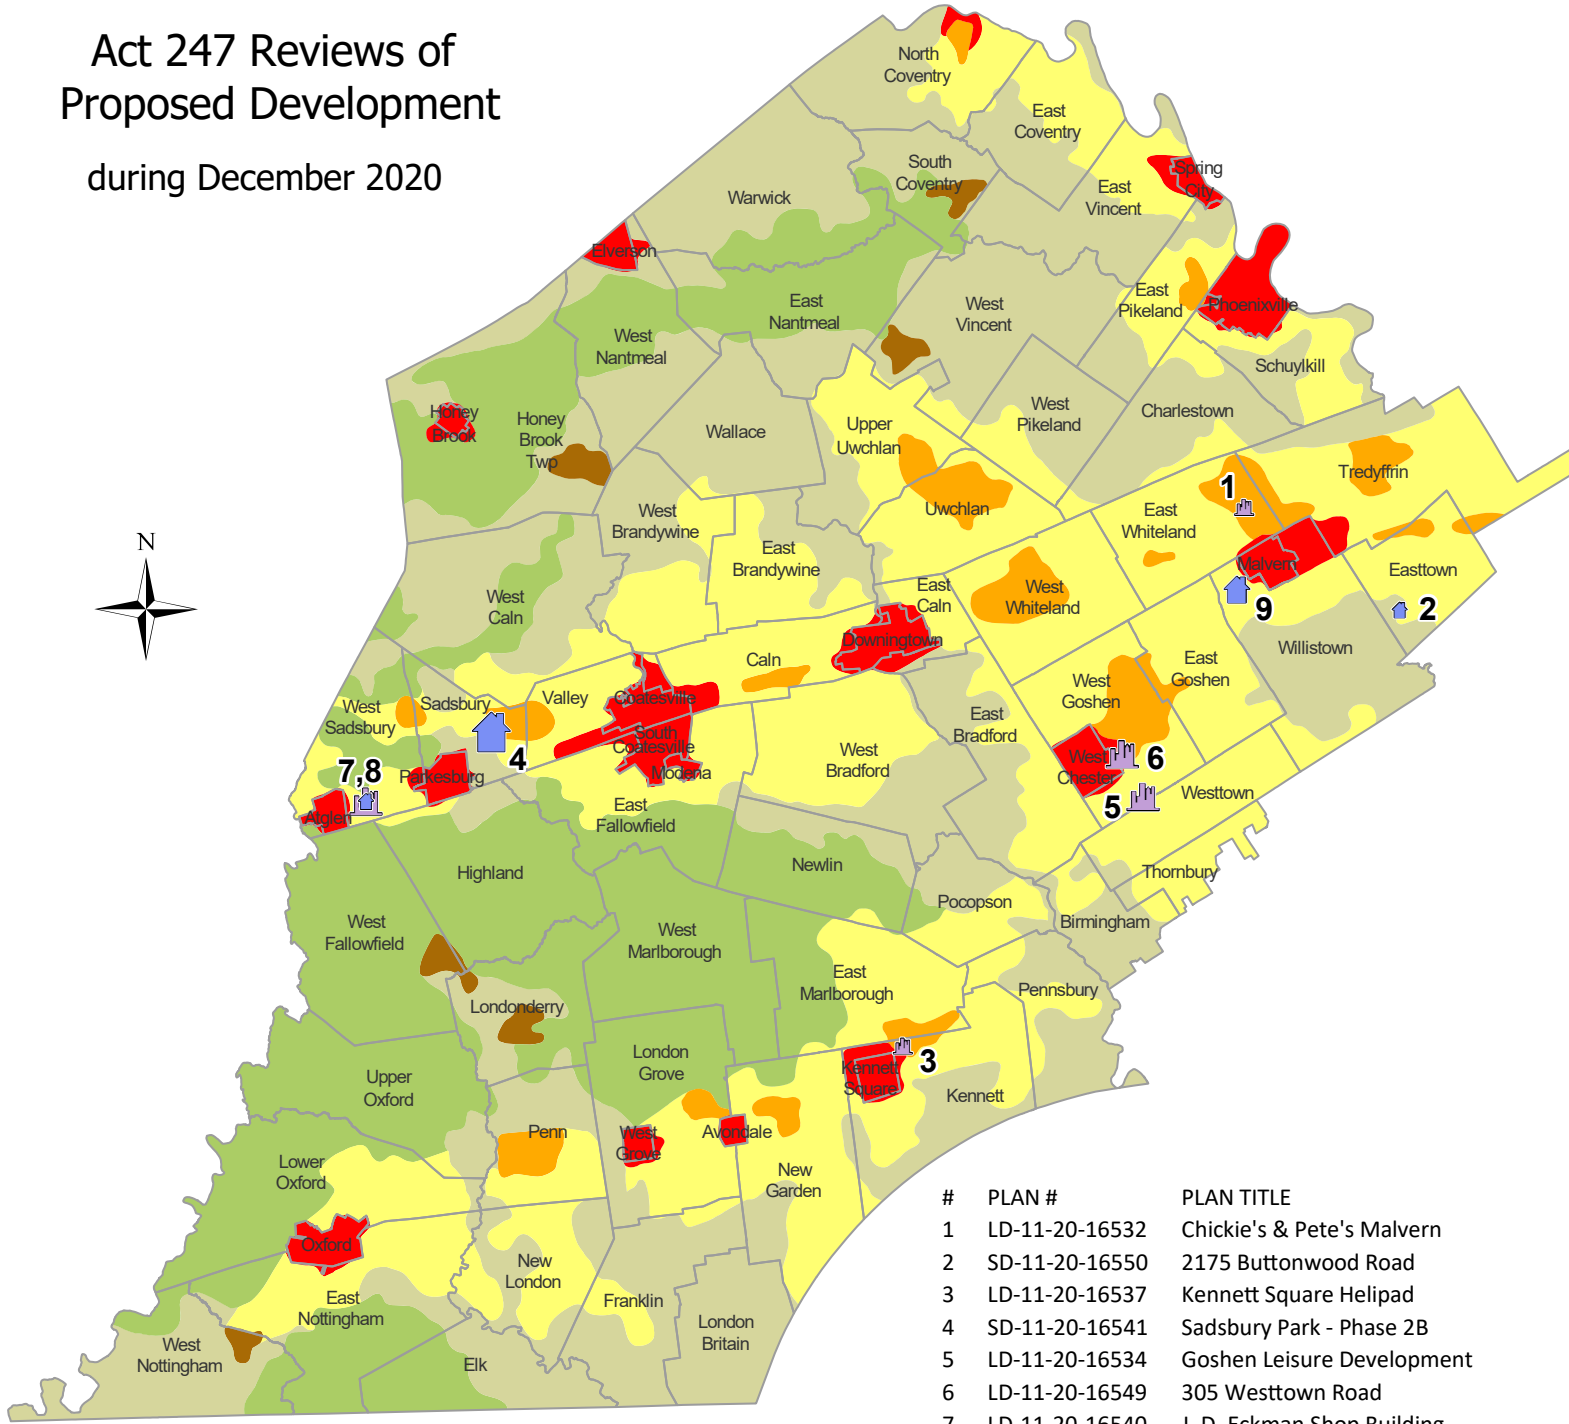 Act 247 Reviews of
Proposed Development
during December 2020
North
Coventry
East
Coventry
Spring
City
South
Coventry
East
Vincent
Warwick
Elverson
East
Nantmeal
West
Vincent
East
Pikeland
Phoenixville
West
Nantmeal
Schuylkill
Honey
Brook
Honey
Brook
Twp
Wallace
Upper
Uwchlan
West
Pikeland
Charlestown
Tredyffrin
1
West
Brandywine
Uwchlan
East
Whiteland
N
East
Brandywine
Malvern
Easttown
West
Caln
East
Caln
West
Whiteland
9
2
Downingtown
Willistown
Caln
East
Goshen
West
Goshen
Sadsbury
Valley
Coatesville
West
Sadsbury
East
Bradford
South
Coatesville
4
West
Bradford
West
Chester
6
7,8
Parkesburg
Modena
Westtown
5
Atglen
East
Fallowfield
Highland
Newlin
Thornbury
Pocopson
Birmingham
West
Fallowfield
West
Marlborough
East
Marlborough
Pennsbury
Londonderry
London
Grove
3
Kennett
Square
Kennett
Upper
Oxford
Penn
West
Grove
Avondale
Lower
Oxford
New
Garden
Oxford
New
London
East
Nottingham
Franklin
London
Britain
West
Nottingham
Elk
# PLAN # PLAN TITLE
1 LD-11-20-16532 Chickie's & Pete's Malvern
2 SD-11-20-16550 2175 Buttonwood Road
3 LD-11-20-16537 Kennett Square Helipad
4 SD-11-20-16541 Sadsbury Park - Phase 2B
5 LD-11-20-16534 Goshen Leisure Development
6 LD-11-20-16549 305 Westtown Road
7 LD-11-20-16540 J. D. Eckman Shop Building